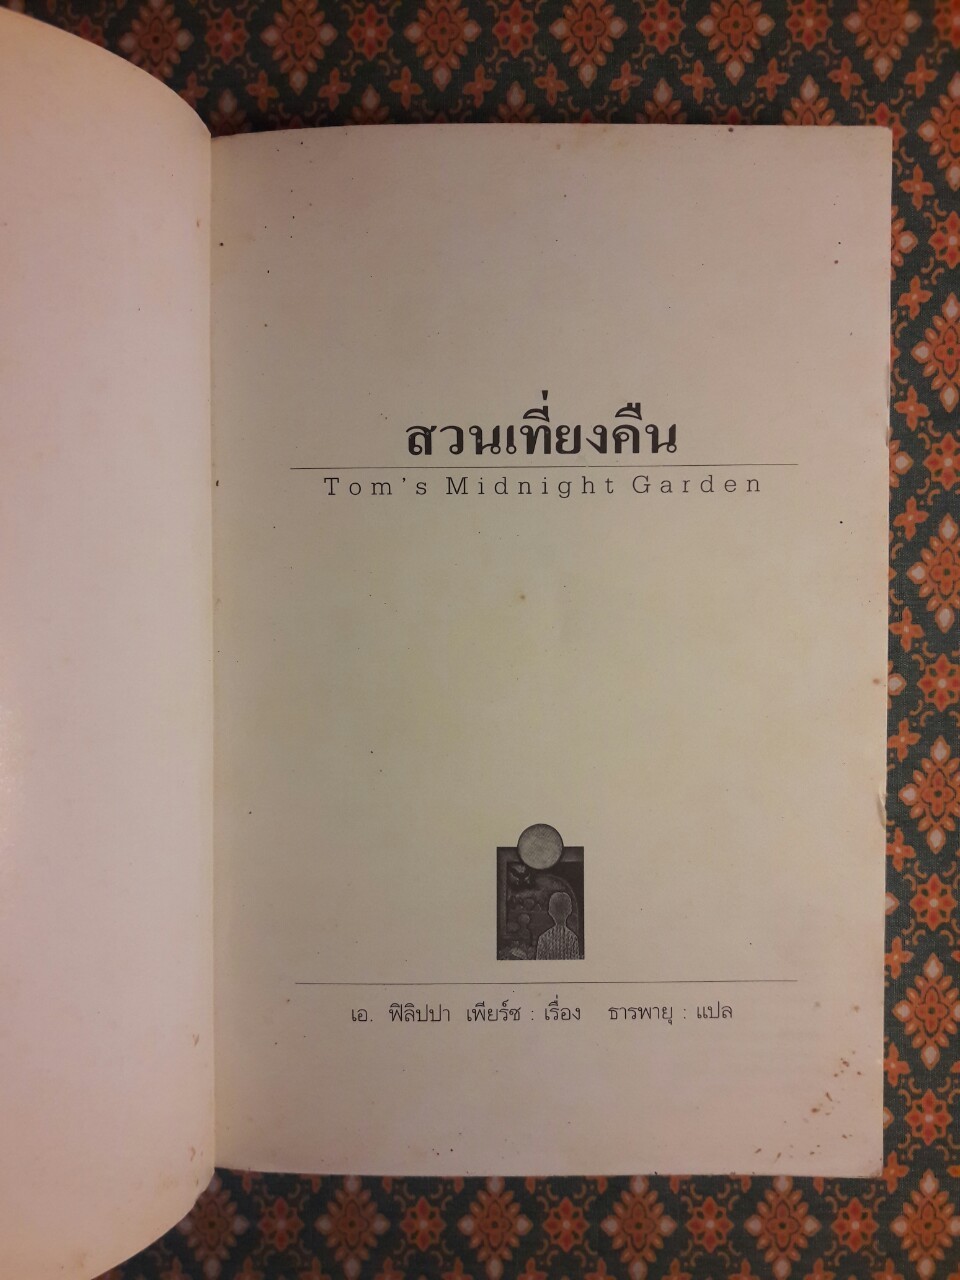 สวนเที่ยงคืน
Tom's Midnight Garden
เอ. ฟิลิปปา เพียร์ซ : เรื่อง ธารพายุ : แปล